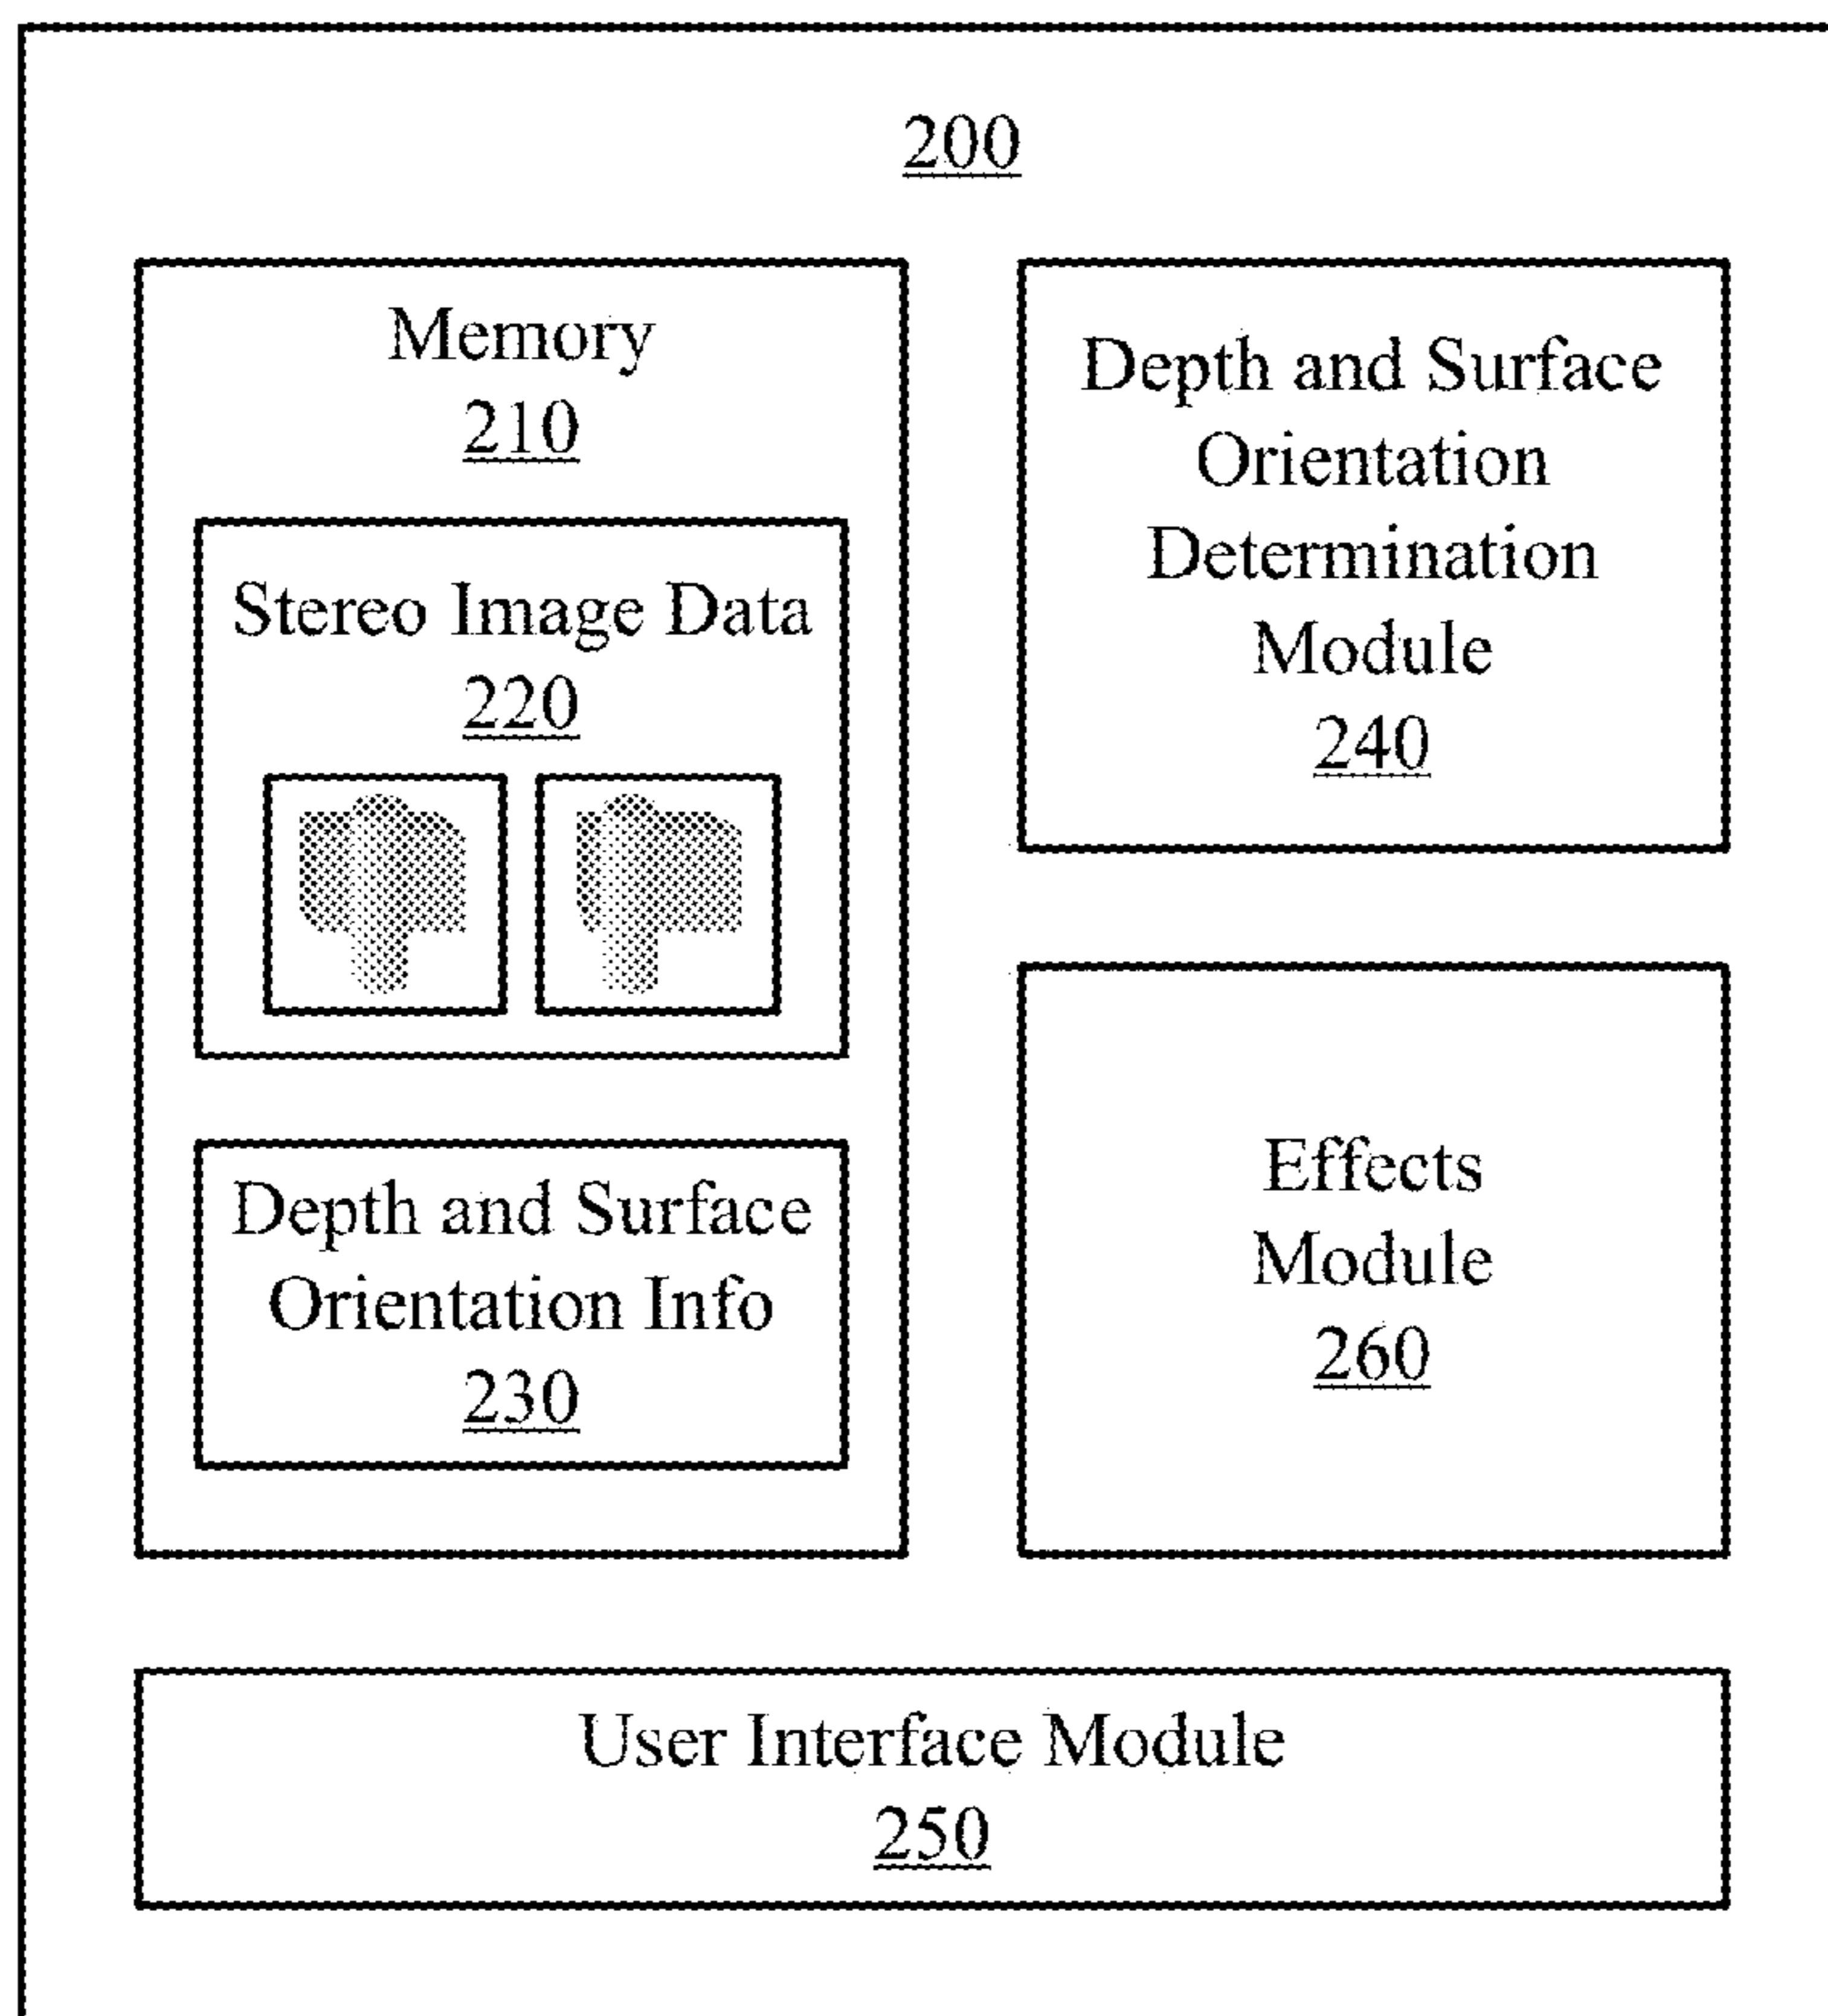 200
Memory
210
Stereo Image Data
220
Depth and Surface
Orientation Info
230
Depth and Surface
Orientation
Determination
Module
240
Effects
Module
260
User Interface Module
250